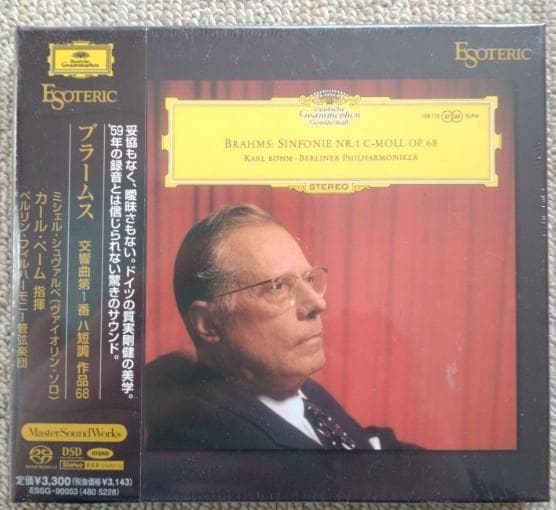 Deutsche
Grammophon
ESOTERIC
妥協もなく、曖昧さもない。ドイツの質実剛健の美学。
'59年の録音とは信じられない驚きのサウンド。
ブラームス 交響曲第1番 ハ短調 作品68
ミシェル・シュヴァルベ(ヴァイオリン・ソロ)
カール・ベーム 指揮
ベルリン・フィルハーモニー管弦楽団
MasterSoundWorks
DSD
HYBRID
Stereo
定価¥3,300(税抜価格¥3,143)
ESSG-90053(480 5228)
ESOTERIC
Deutsche
Grammophon
Gesellschaft
SLPM
BRAHMS: SINFONIE NR. 1 C-MOLL OP. 68
KARL BÖHM · BERLINER PHILHARMONIKER
STEREO